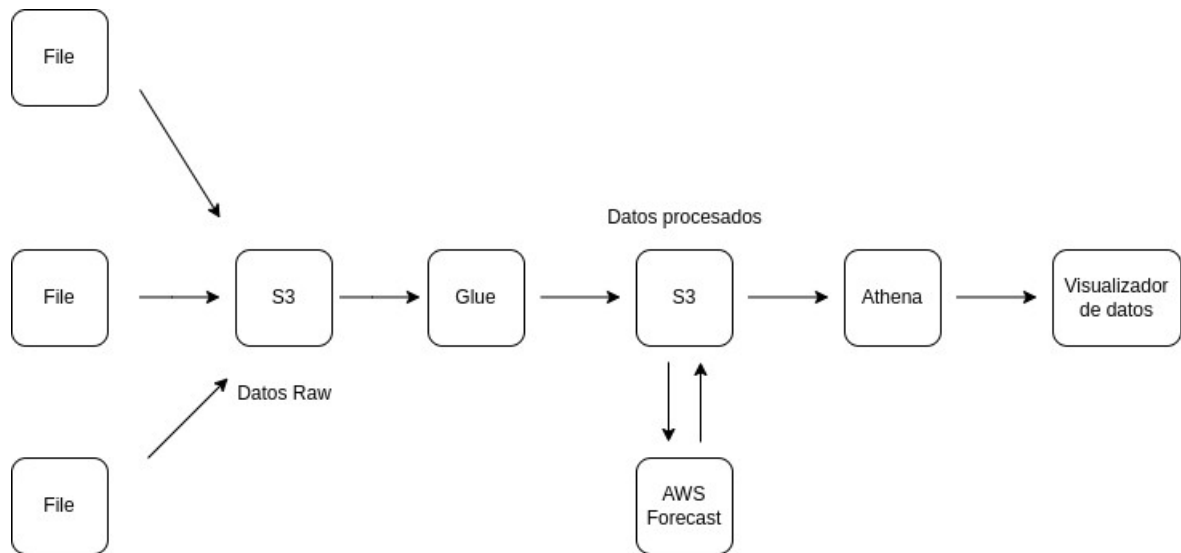 File
Datos procesados
File
S3
Glue
S3
Athena
Visualizador
de datos
Datos Raw
File
AWS
Forecast